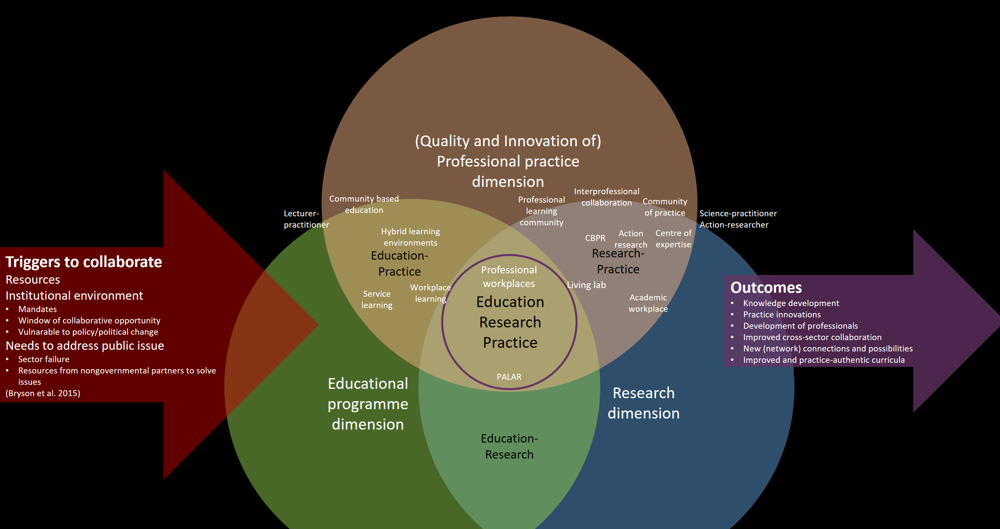 (Quality and Innovation of)
Professional practice
dimension
Community based
education
Lecturer-
practitioner
Hybrid learning
environments
Education-
Practice
Service
learning
Workplace
learning
Professional
learning
community
Interprofessional
collaboration
Community
of practice
Science-practitioner
Action-researcher
CBPR
Action
research
Centre of
expertise
Research-
Practice
Living lab
Academic
workplace
Professional
workplaces
Education
Research
Practice
PALAR
Triggers to collaborate
Resources
Institutional environment
• Mandates
• Window of collaborative opportunity
• Vulnarable to policy/political change
Needs to address public issue
• Sector failure
• Resources from nongovernmental partners to solve
issues
(Bryson et al. 2015)
Educational
programme
dimension
Research
dimension
Education-
Research
Outcomes
• Knowledge development
• Practice innovations
• Development of professionals
• Improved cross-sector collaboration
• New (network) connections and possibilities
• Improved and practice-authentic curricula